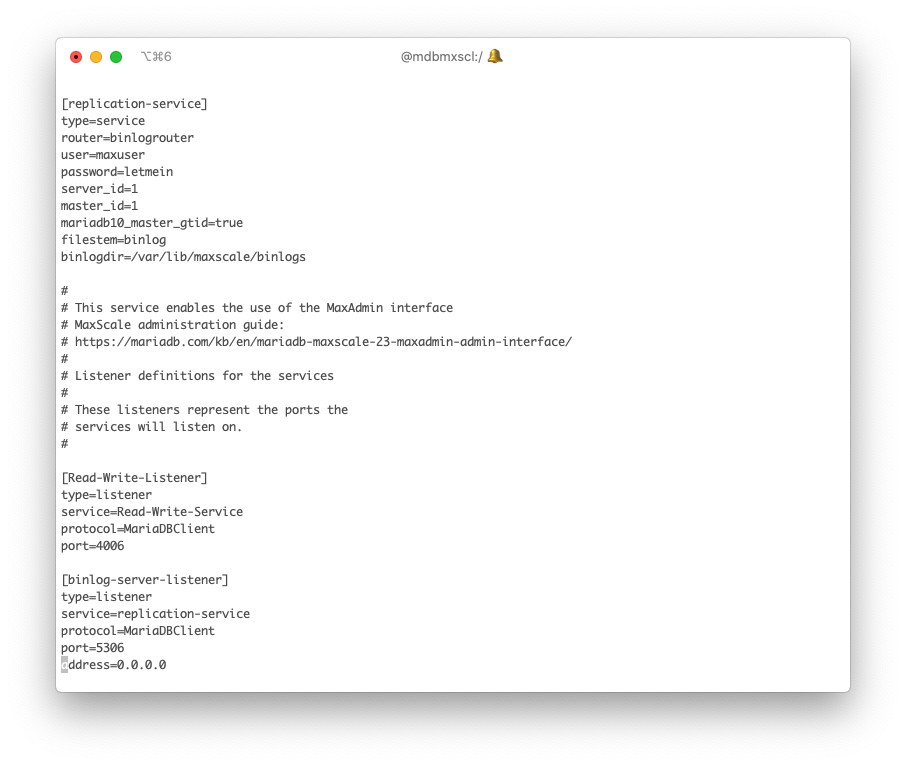 ⌥⌘6
@mdbmxscl:/ 🔔
[replication-service]
type=service
router=binlogrouter
user=maxuser
password=letmein
server_id=1
master_id=1
mariadb10_master_gtid=true
filestem=binlog
binlogdir=/var/lib/maxscale/binlogs
#
# This service enables the use of the MaxAdmin interface
# MaxScale administration guide:
# https://mariadb.com/kb/en/mariadb-maxscale-23-maxadmin-admin-interface/
#
# Listener definitions for the services
#
# These listeners represent the ports the
# services will listen on.
#
[Read-Write-Listener]
type=listener
service=Read-Write-Service
protocol=MariaDBClient
port=4006
[binlog-server-listener]
type=listener
service=replication-service
protocol=MariaDBClient
port=5306
address=0.0.0.0